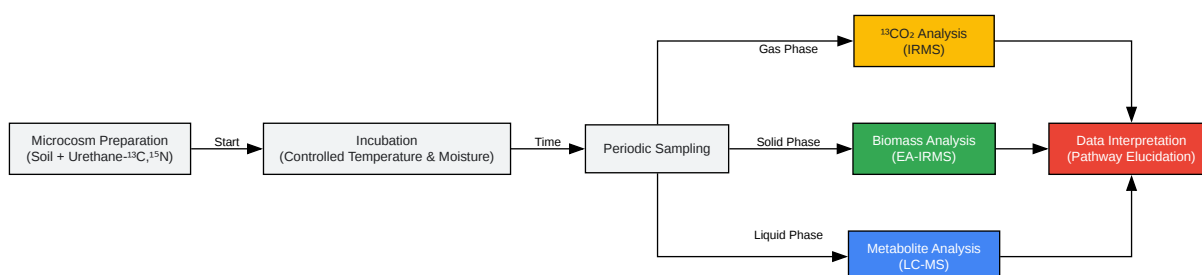 Microcosm Preparation
(Soil + Urethane-¹³C,¹⁵N)
Start
Incubation
(Controlled Temperature & Moisture)
Time
Periodic Sampling
Gas Phase
¹³CO₂ Analysis
(IRMS)
Solid Phase
Biomass Analysis
(EA-IRMS)
Liquid Phase
Metabolite Analysis
(LC-MS)
Data Interpretation
(Pathway Elucidation)